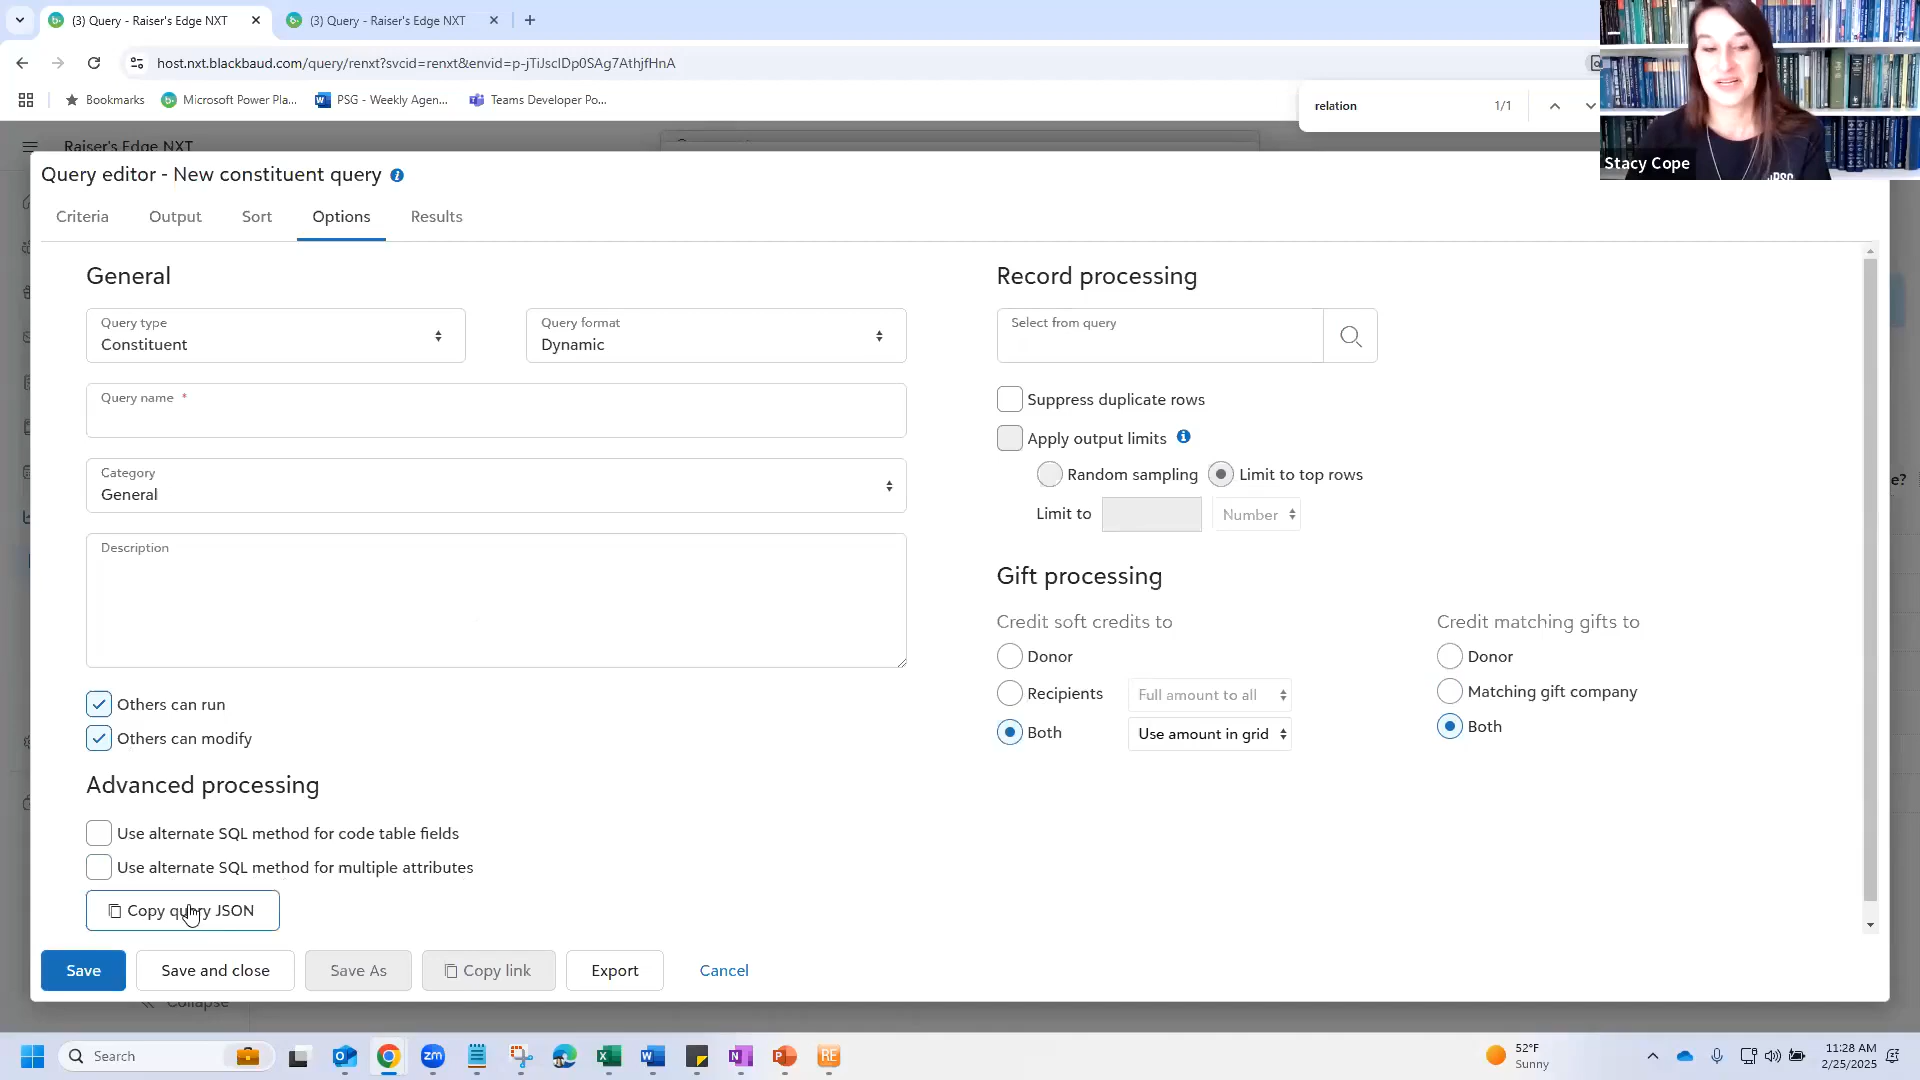 (3) Query - Raiser's Edge NXT
(3) Query - Raiser's Edge NXT
host.nxt.blackbaud.com/query/renxt?svcid=renxt&envid=p-jTiJsclDp0SAg7AthjfHnA
Bookmarks
Microsoft Power Pla...
PSG - Weekly Agen...
Teams Developer Po...
relation
1/1
Stacy Cope
Raiser's Edge NXT
Query editor - New constituent query
Criteria
Output
Sort
Options
Results
General
Query type
Constituent
Query format
Dynamic
Query name *
Category
General
Description
Others can run
Others can modify
Advanced processing
Use alternate SQL method for code table fields
Use alternate SQL method for multiple attributes
Copy query JSON
Record processing
Select from query
Suppress duplicate rows
Apply output limits
Random sampling
Limit to top rows
Limit to
Number
Gift processing
Credit soft credits to
Donor
Recipients
Full amount to all
Both
Use amount in grid
Credit matching gifts to
Donor
Matching gift company
Both
e?
Save
Save and close
Save As
Copy link
Export
Cancel
Collapse
Search
zm
RE
52°F
Sunny
11:28 AM
2/25/2025